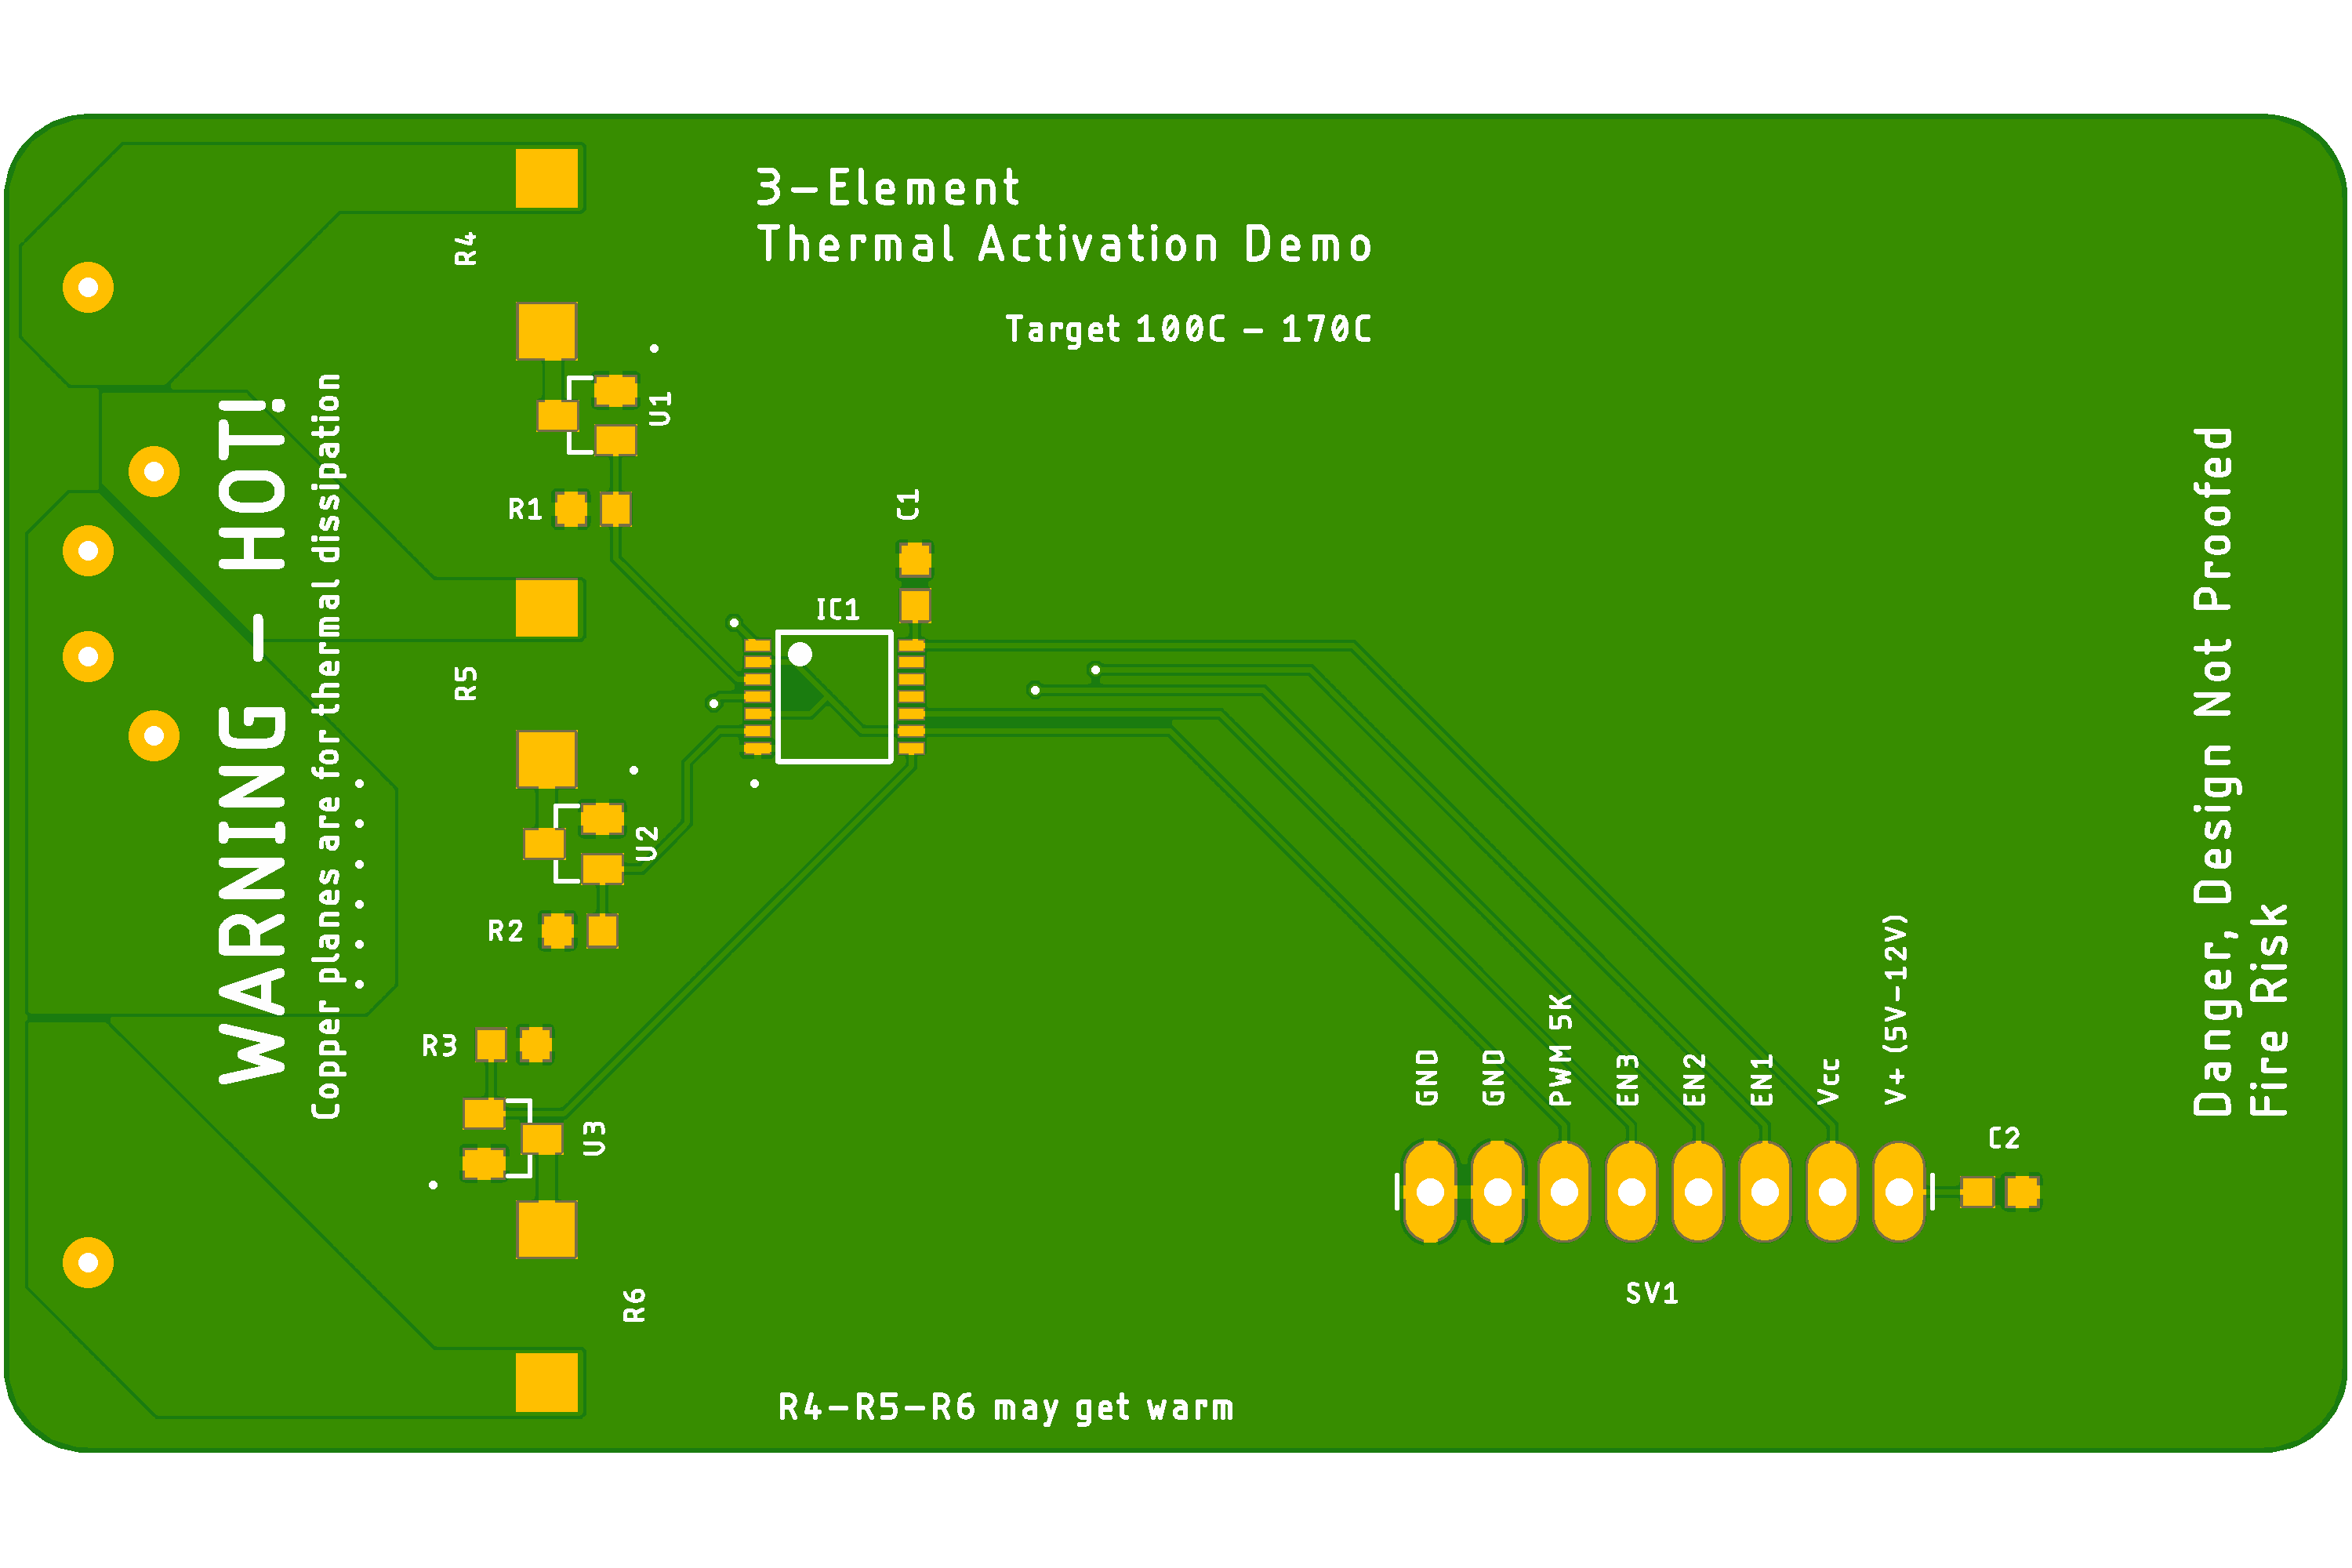 3-Element
Thermal Activation Demo
Target 100C - 170C
R4
U1
R1
C1
IC1
R5
U2
R2
R3
U3
R6
WARNING - HOT!
Copper planes are for thermal dissipation
GND
GND
PWM 5K
EN3
EN2
EN1
Vcc
V+ (5V-12V)
C2
SV1
Danger, Design Not Proofed
Fire Risk
R4-R5-R6 may get warm